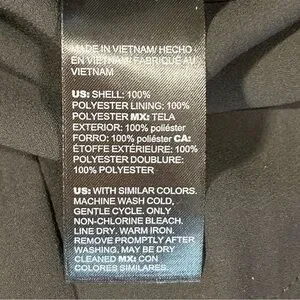 MADE IN VIETNAM/ HECHO
EN VIETNAM/ FABRIQUÉ AU
VIETNAM
US: SHELL: 100%
POLYESTER LINING: 100%
POLYESTER MX: TELA
EXTERIOR: 100% poliéster
FORRO: 100% poliéster CA:
ÉTOFFE EXTÉRIEURE: 100%
POLYESTER DOUBLURE:
100% POLYESTER
US: WITH SIMILAR COLORS.
MACHINE WASH COLD,
GENTLE CYCLE. ONLY
NON-CHLORINE BLEACH.
LINE DRY. WARM IRON.
REMOVE PROMPTLY AFTER
WASHING, MAY BE DRY
CLEANED MX: CON
COLORES SIMILARES.